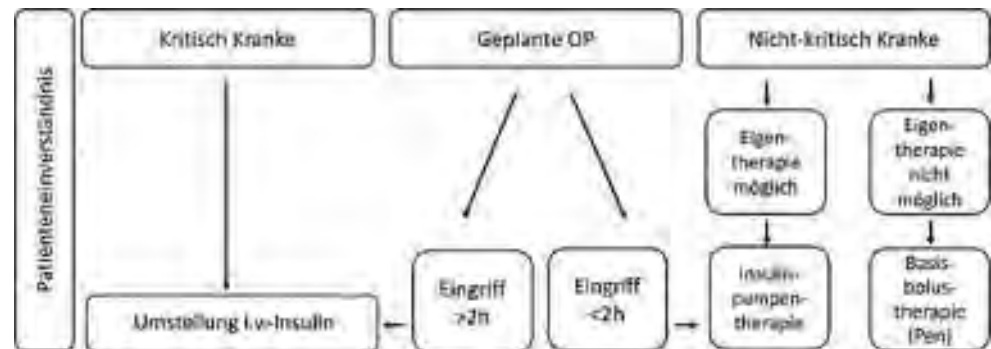 Patienteneinverständnis
Kritisch Kranke
Geplante OP
Nicht-kritisch Kranke
Eigen-
therapie
möglich
Eigen-
therapie
nicht
möglich
Eingriff
>2h
Eingriff
<2h
Insulin-
pumpen-
therapie
Basis-
bolus-
therapie
(Pen)
Umstellung i.v-Insulin